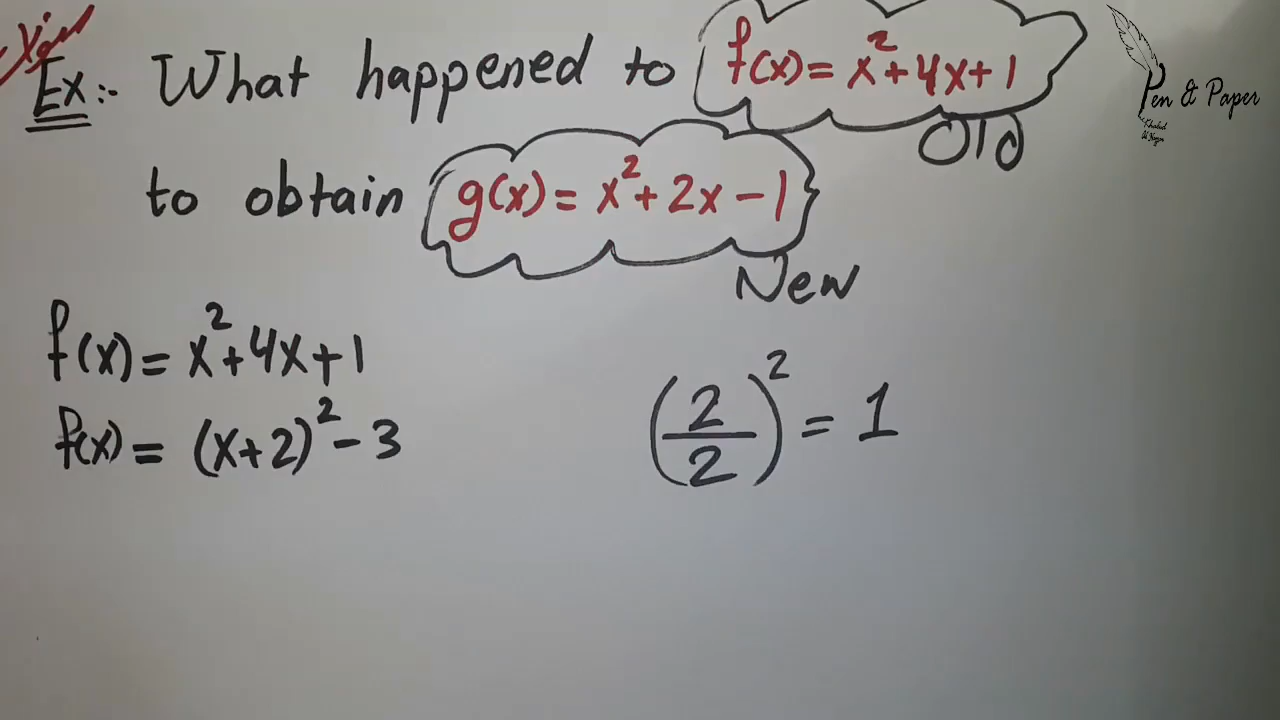 Ex:- What happened to f(x) = x² + 4x + 1
Old
to obtain g(x) = x² + 2x - 1
New
f(x) = x² + 4x + 1
f(x) = (x+2)² - 3
(2/2)² = 1
Pen & Paper
Khaled